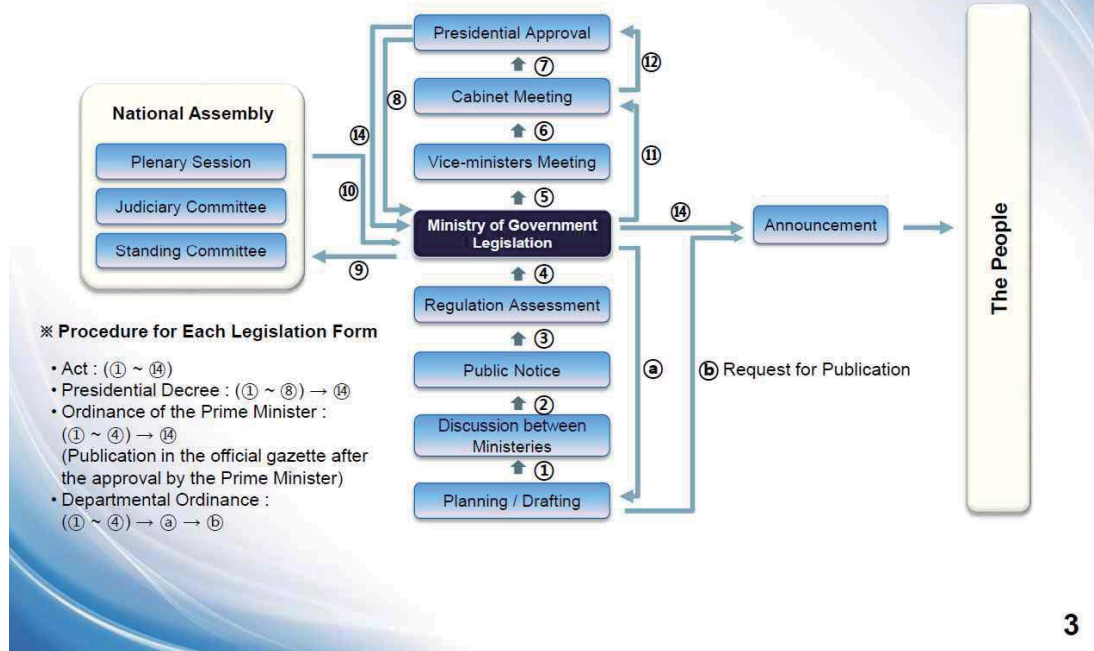 Presidential Approval
⑦
⑫
Cabinet Meeting
⑧
⑥
⑭
⑪
Vice-ministers Meeting
⑤
⑩
National Assembly
Plenary Session
Judiciary Committee
Standing Committee
⑨
Ministry of Government
Legislation
⑭
Announcement
The People
④
Regulation Assessment
③
Public Notice
②
Discussion between
Ministeries
①
Planning / Drafting
ⓐ
ⓑ Request for Publication
※ Procedure for Each Legislation Form
• Act : (① ~ ⑭)
• Presidential Decree : (① ~ ⑧) → ⑭
• Ordinance of the Prime Minister :
(① ~ ④) → ⑭
(Publication in the official gazette after
the approval by the Prime Minister)
• Departmental Ordinance :
(① ~ ④) → ⓐ → ⓑ
3